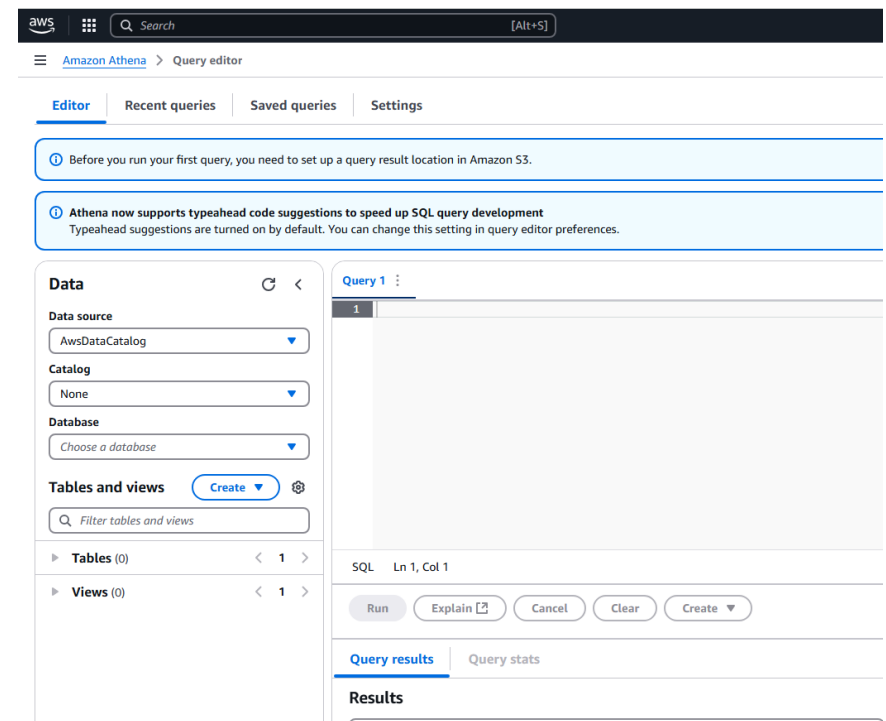 aws
Search [Alt+S]
Amazon Athena > Query editor
Editor Recent queries Saved queries Settings
Before you run your first query, you need to set up a query result location in Amazon S3.
Athena now supports typeahead code suggestions to speed up SQL query development
Typeahead suggestions are turned on by default. You can change this setting in query editor preferences.
Data
Data source
AwsDataCatalog
Catalog
None
Database
Choose a database
Tables and views Create
Filter tables and views
Tables (0) < 1 >
Views (0) < 1 >
Query 1
1
SQL Ln 1, Col 1
Run Explain Cancel Clear Create
Query results Query stats
Results